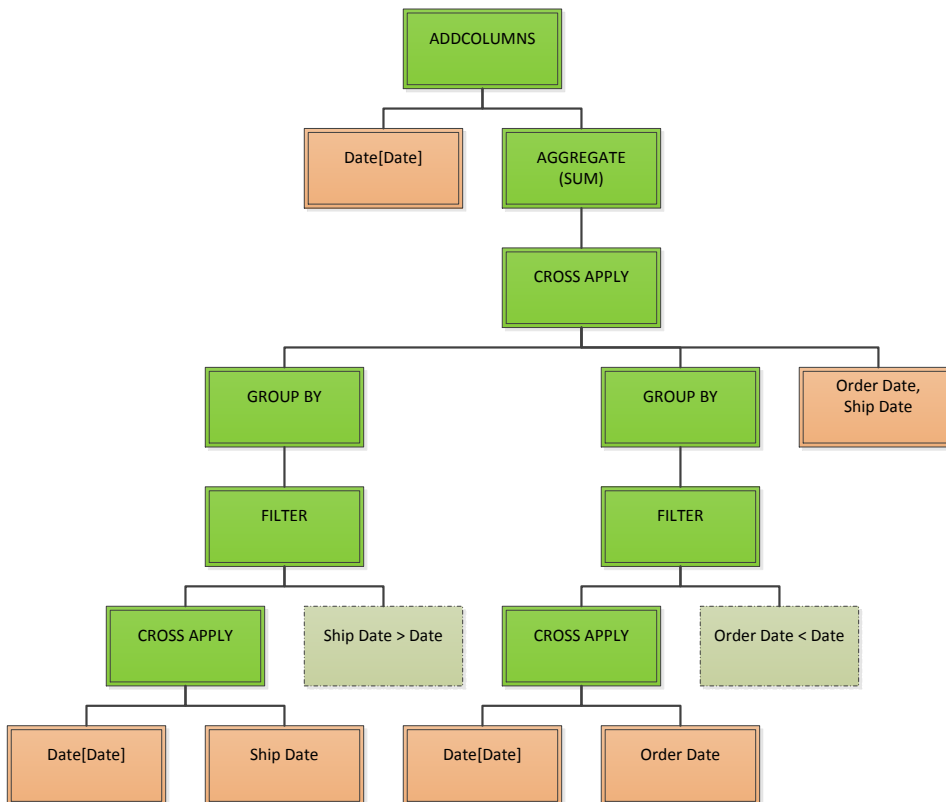 ADDCOLUMNS
Date[Date]
AGGREGATE
(SUM)
CROSS APPLY
GROUP BY
GROUP BY
Order Date,
Ship Date
FILTER
FILTER
CROSS APPLY
Ship Date > Date
CROSS APPLY
Order Date < Date
Date[Date]
Ship Date
Date[Date]
Order Date